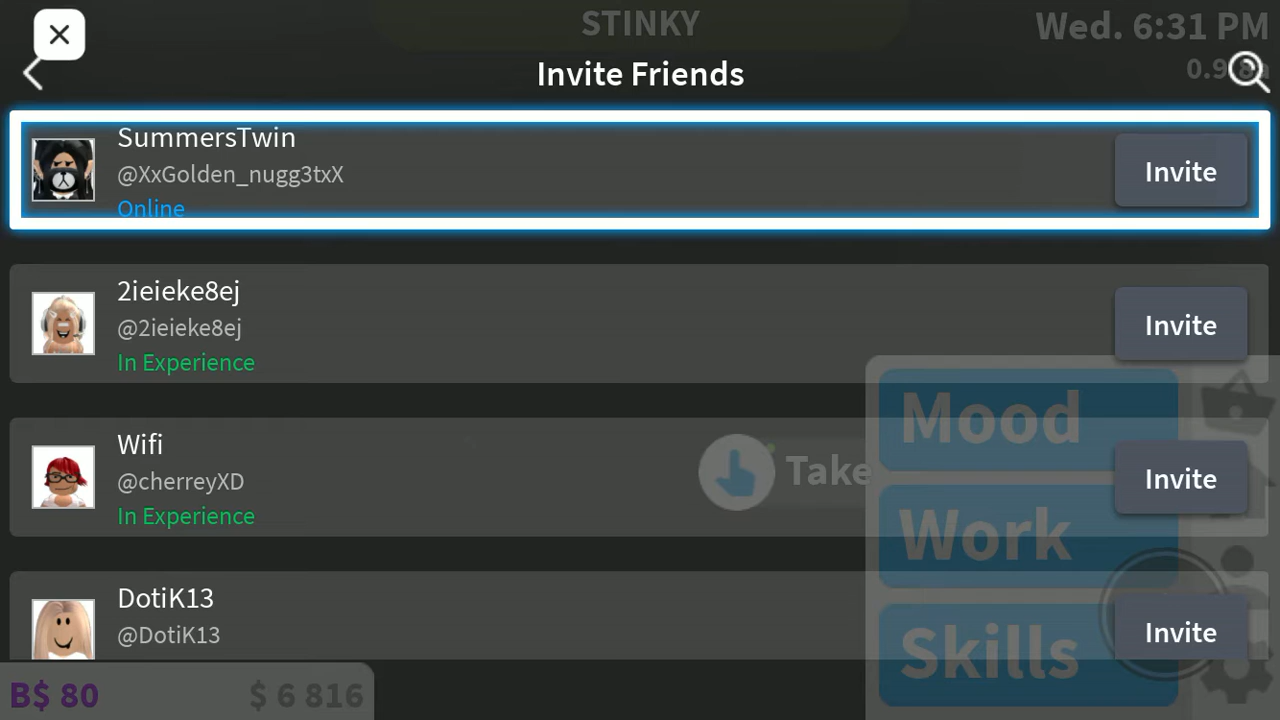 STINKY
Wed. 6:31 PM
Invite Friends
SummersTwin
@XxGolden_nugg3txX
Online
Invite
2ieieke8ej
@2ieieke8ej
In Experience
Invite
Mood
Wifi
@cherreyXD
In Experience
Take
Invite
Work
DotiK13
@DotiK13
Invite
Skills
B$ 80
$ 6 816